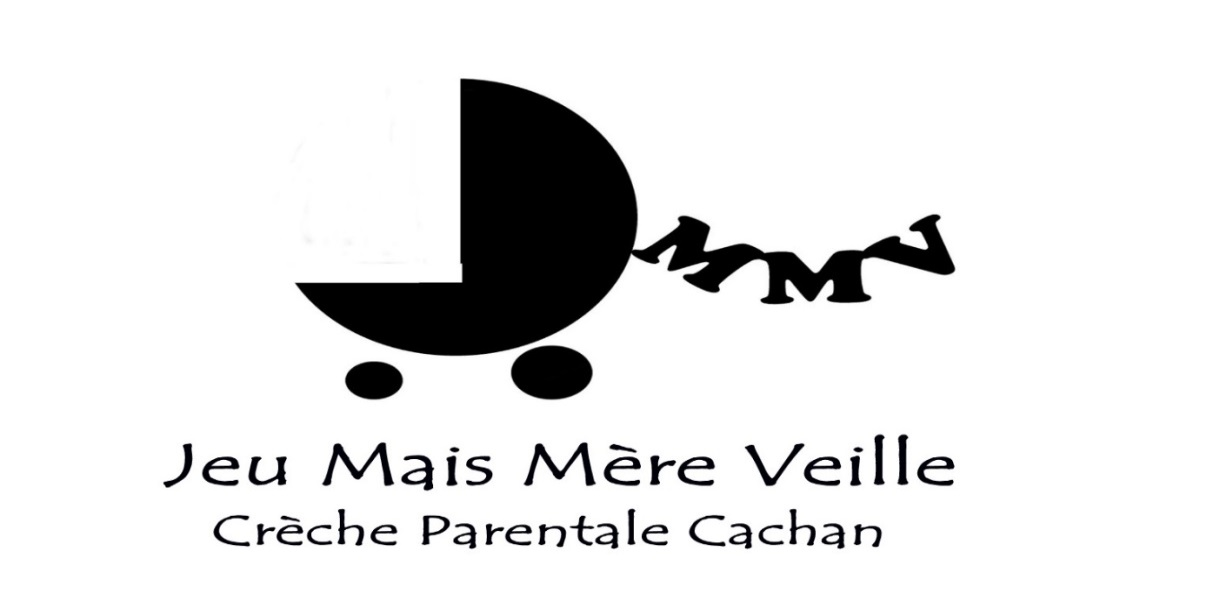 MMV
Jeu Mais Mère Veille
Crèche Parentale Cachan